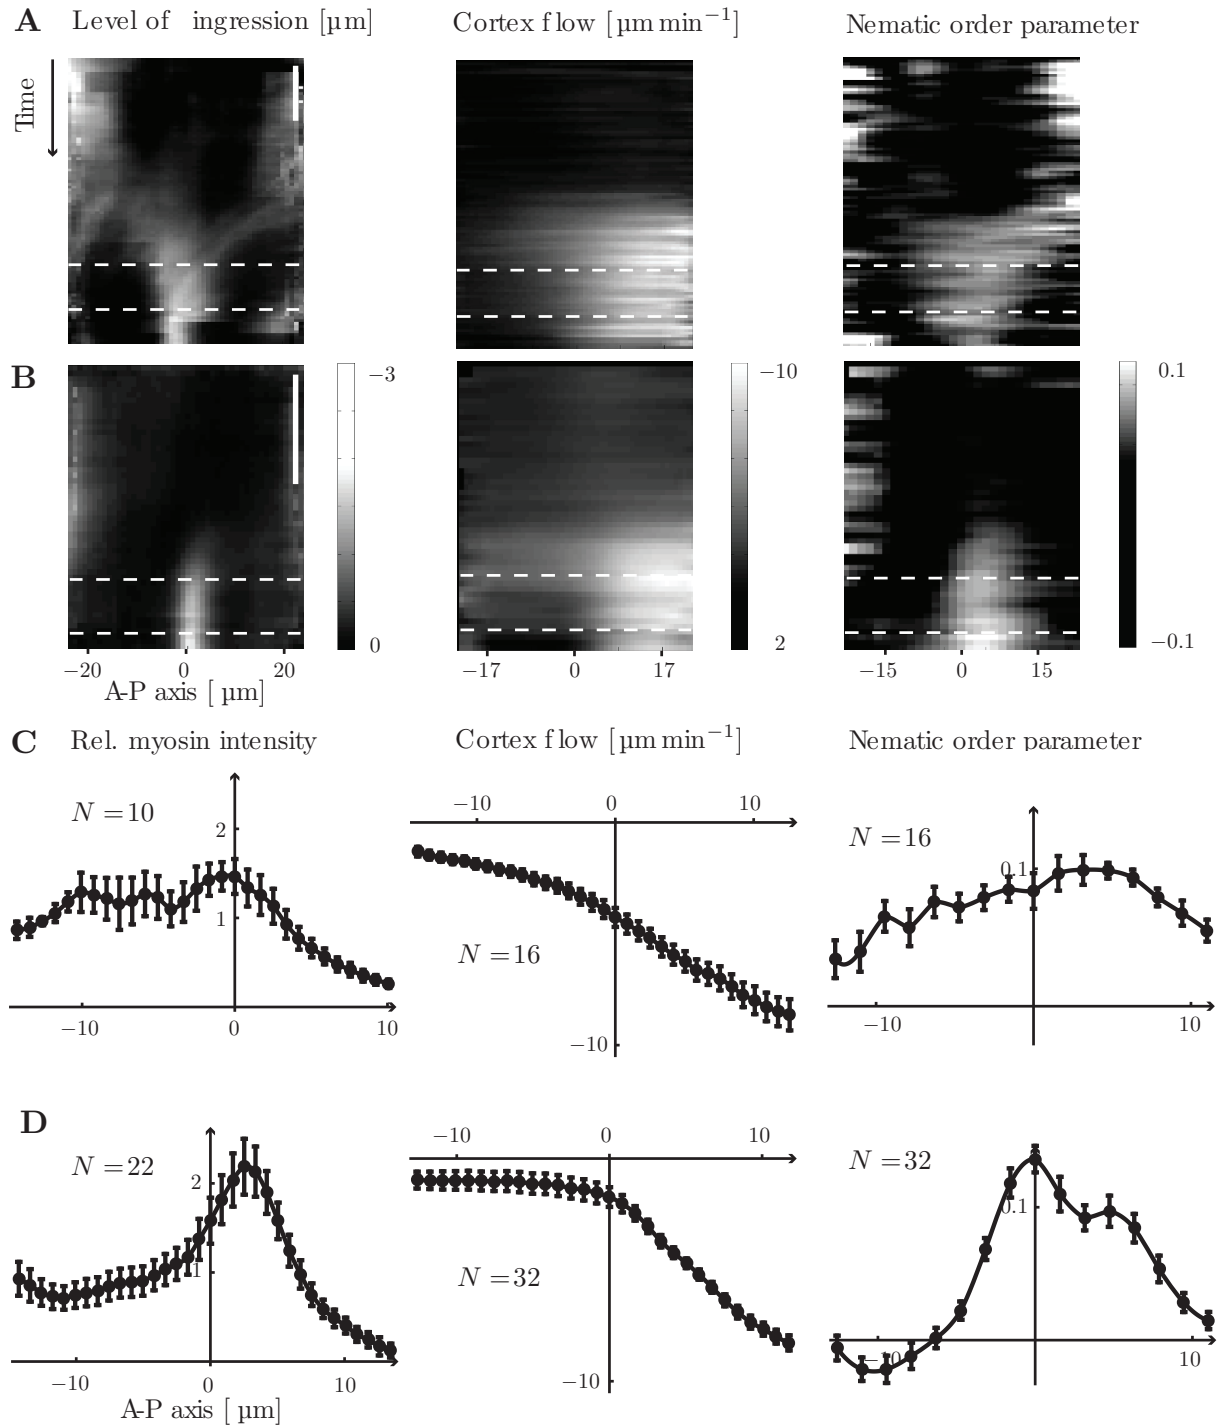 A Level of ingression [µm] Cortex flow [µm min−1] Nematic order parameter
Time
B
−3 −10 0.1
0 2 −0.1
−20 0 20 −17 0 17 −15 0 15
A-P axis [µm]
C Rel. myosin intensity Cortex flow [µm min−1] Nematic order parameter
−10 0 10
N = 10 N = 16
2 0.1
1
N = 16
−10 0 10 −10 10
−10
D
−10 0 10
N = 22 N = 32
2
0.1
1 N = 32
−10 10
−10 0 10 −10
A-P axis [µm]